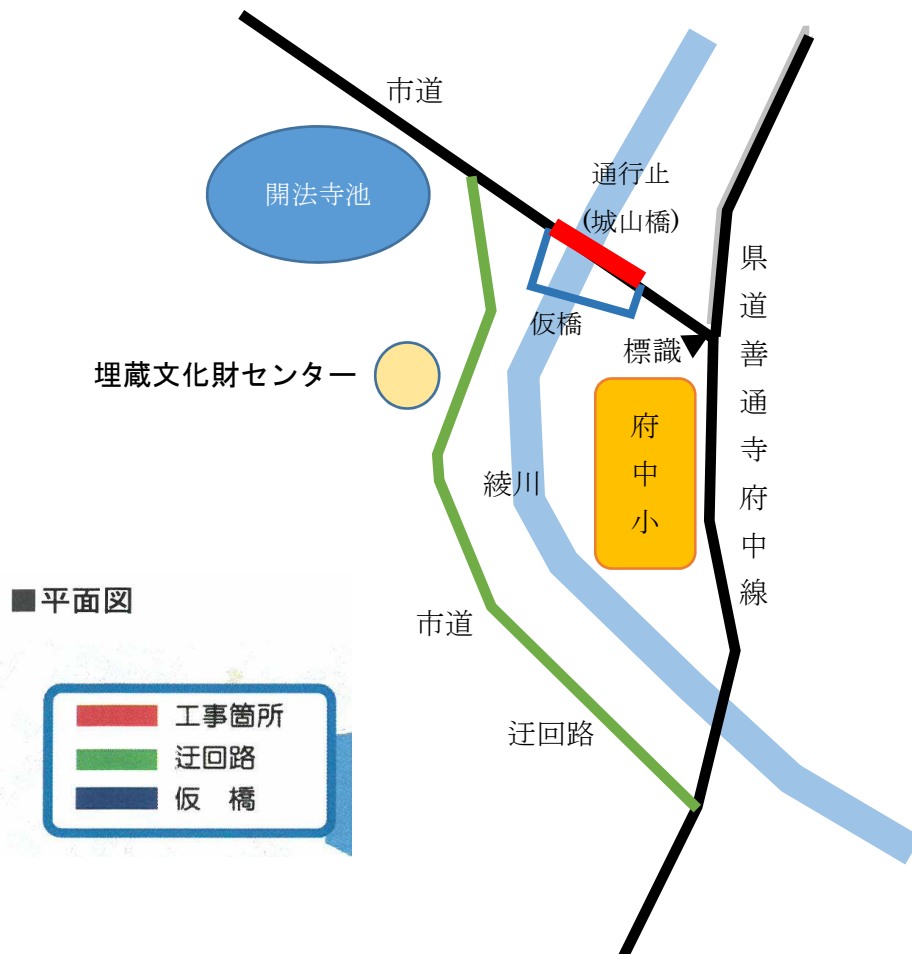 市道
開法寺池
通行止
(城山橋)
仮橋
標識
県道善通寺府中線
埋蔵文化財センター
府中小
綾川
■平面図
市道
迂回路
工事箇所
迂回路
仮 橋